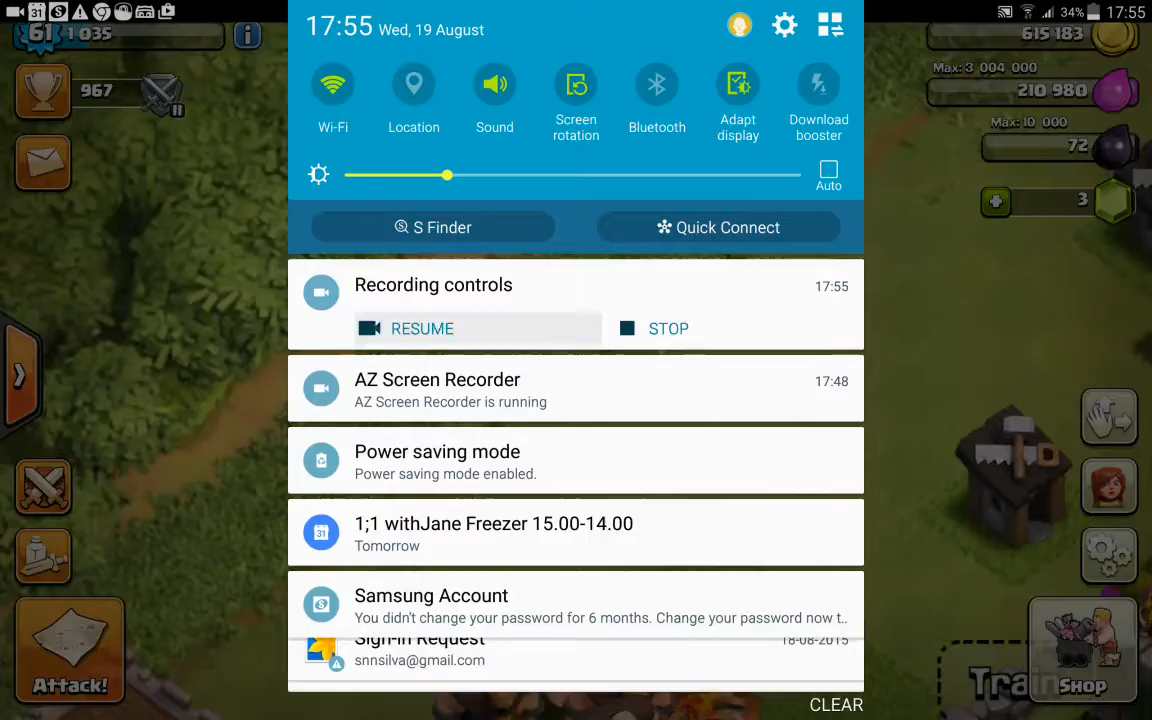 34% 17:55
17:55 Wed, 19 August
61 1 035
i
615 183
Max: 3 004 000
967
210 980
Max: 10 000
72
3
Wi-Fi
Location
Sound
Screen rotation
Bluetooth
Adapt display
Download booster
Auto
S Finder
Quick Connect
Recording controls
17:55
RESUME
STOP
AZ Screen Recorder
17:48
AZ Screen Recorder is running
Power saving mode
Power saving mode enabled.
31
1;1 withJane Freezer 15.00-14.00
Tomorrow
Samsung Account
You didn't change your password for 6 months. Change your password now t..
Sign-in Request
18-08-2015
snnsilva@gmail.com
CLEAR
Attack!
Train
SHOP